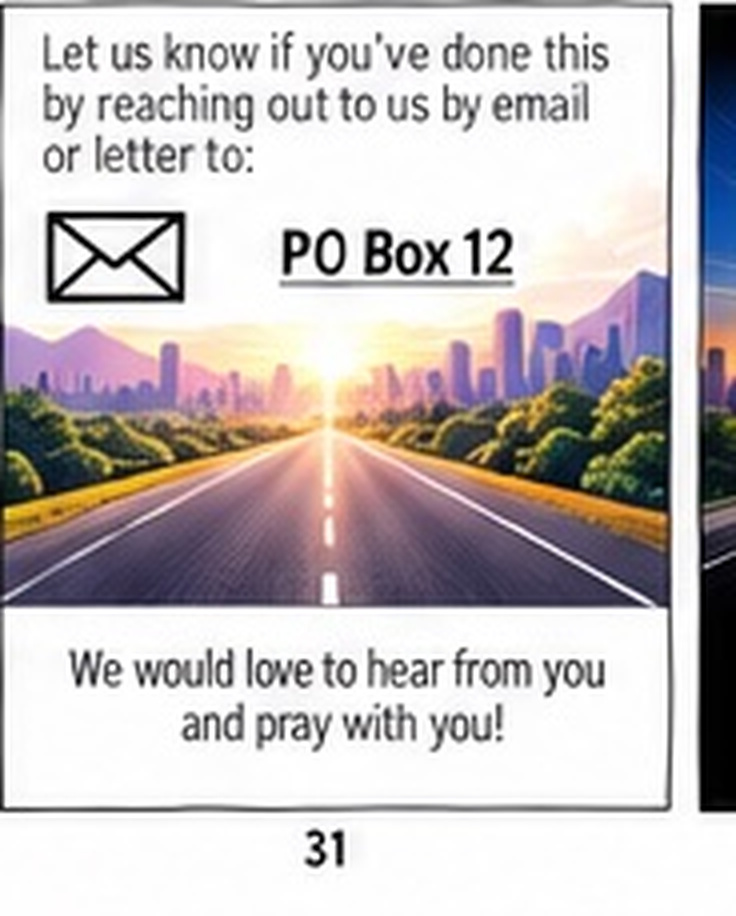 Let us know if you've done this
by reaching out to us by email
or letter to:
PO Box 12
We would love to hear from you
and pray with you!
31